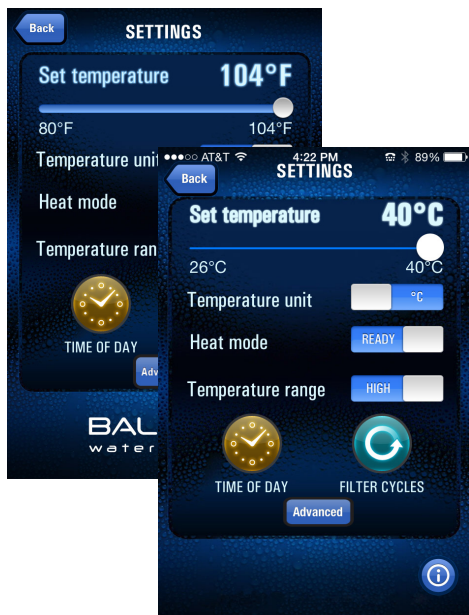 Back
SETTINGS
Set temperature 104°F
80°F 104°F
Temperature unit
Heat mode
Temperature ran
TIME OF DAY
Adv
BAL
water
●●●○○ AT&T 4:22 PM 89%
Back
SETTINGS
Set temperature 40°C
26°C 40°C
Temperature unit °C
Heat mode READY
Temperature range HIGH
TIME OF DAY FILTER CYCLES
Advanced